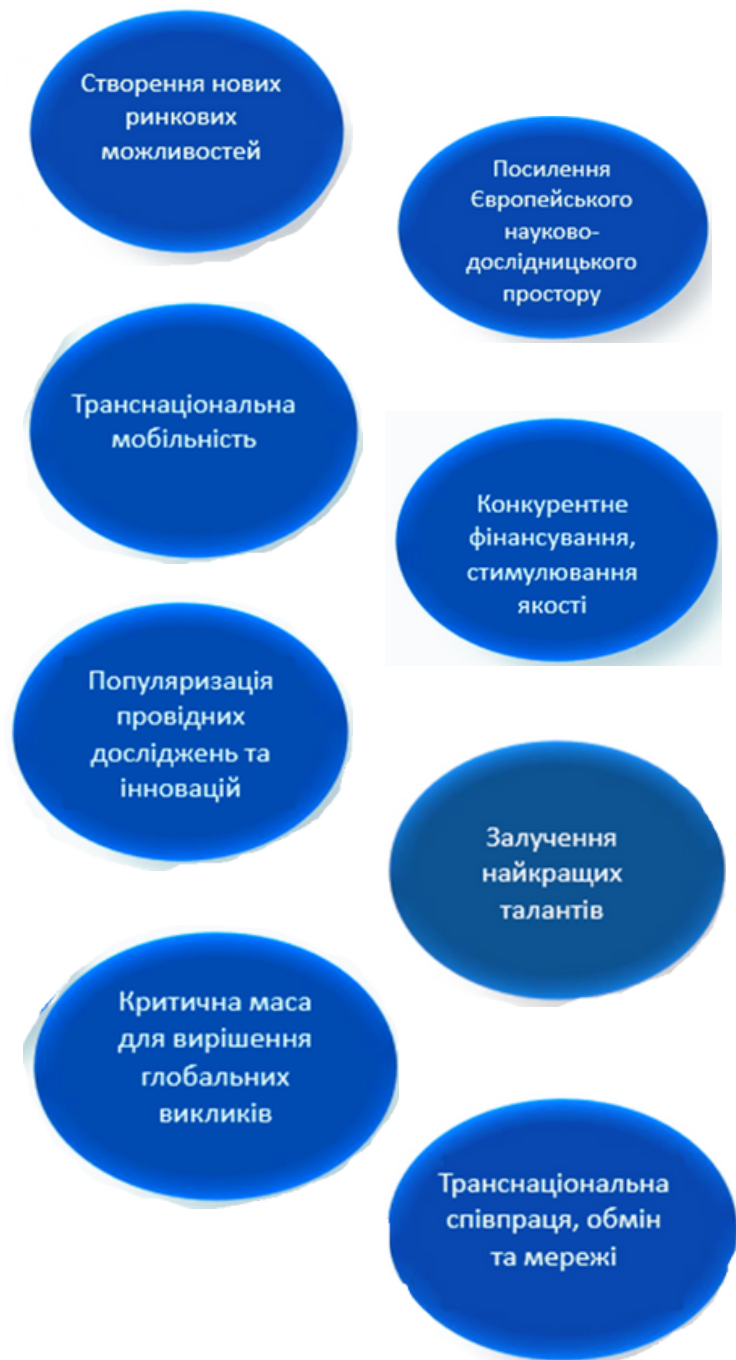 Створення нових
ринкових
можливостей
Посилення
Європейського
науково-
дослідницького
простору
Транснаціональна
мобільність
Конкурентне
фінансування,
стимулювання
якості
Популяризація
провідних
досліджень та
інновацій
Залучення
найкращих
талантів
Критична маса
для вирішення
глобальних
викликів
Транснаціональна
співпраця, обмін
та мережі